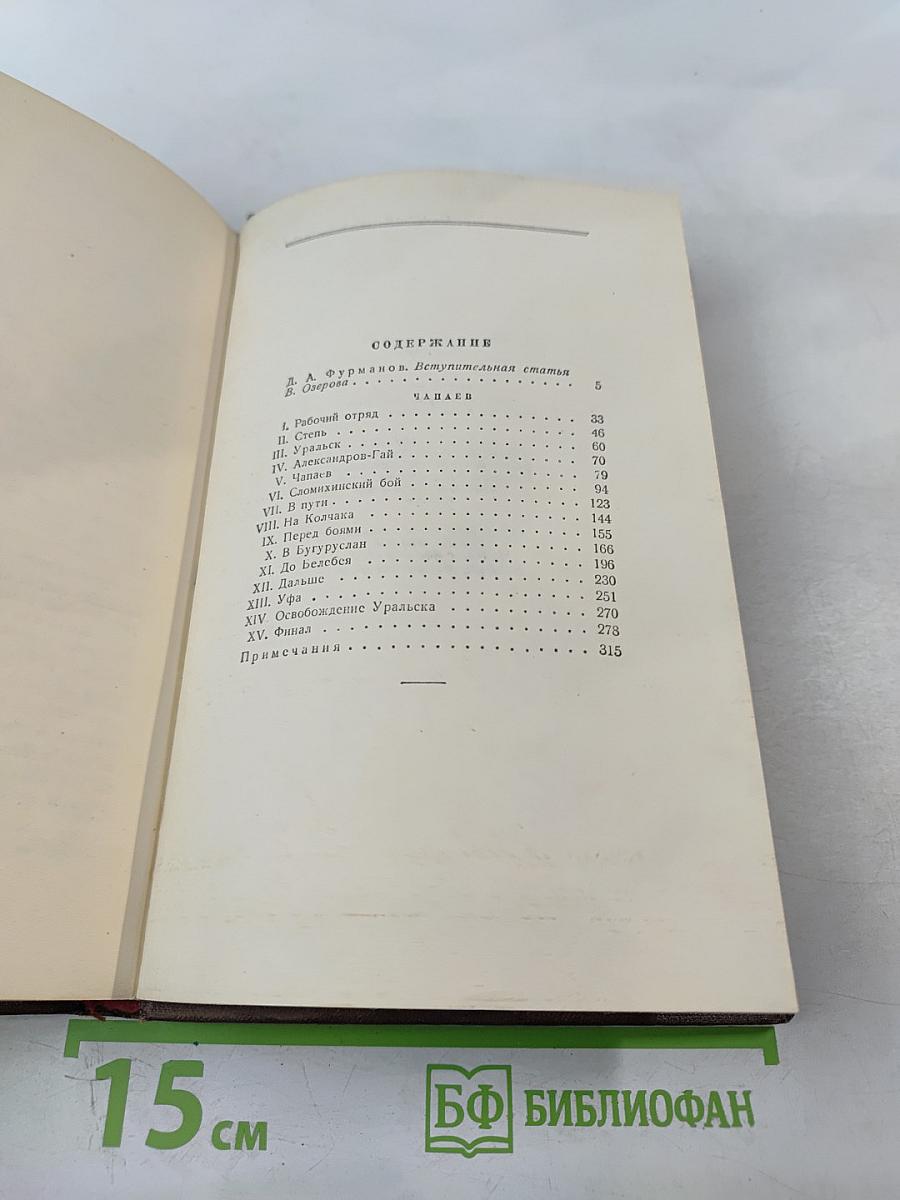 СОДЕРЖАНИЕ
Д. А. Фурманов. Вступительная статья
В. Озерова . . . . . . . . . . . . . . . . 5
ЧАПАЕВ
I. Рабочий отряд . . . . . . . . . . . . . . 33
II. Степь . . . . . . . . . . . . . . . . . 46
III. Уральск . . . . . . . . . . . . . . . . 60
IV. Александров-Гай . . . . . . . . . . . . . 70
V. Чапаев . . . . . . . . . . . . . . . . . 79
VI. Сломихинский бой . . . . . . . . . . . . 94
VII. В пути . . . . . . . . . . . . . . . . 123
VIII. На Колчака . . . . . . . . . . . . . . 144
IX. Перед боями . . . . . . . . . . . . . . 155
X. В Бугуруслан . . . . . . . . . . . . . . 166
XI. До Белебея . . . . . . . . . . . . . . . 196
XII. Дальше . . . . . . . . . . . . . . . . 230
XIII. Уфа . . . . . . . . . . . . . . . . . 251
XIV. Освобождение Уральска . . . . . . . . . . 270
XV. Финал . . . . . . . . . . . . . . . . . 278
Примечания . . . . . . . . . . . . . . . . . 315
15 см
БФ БИБЛИОФАН